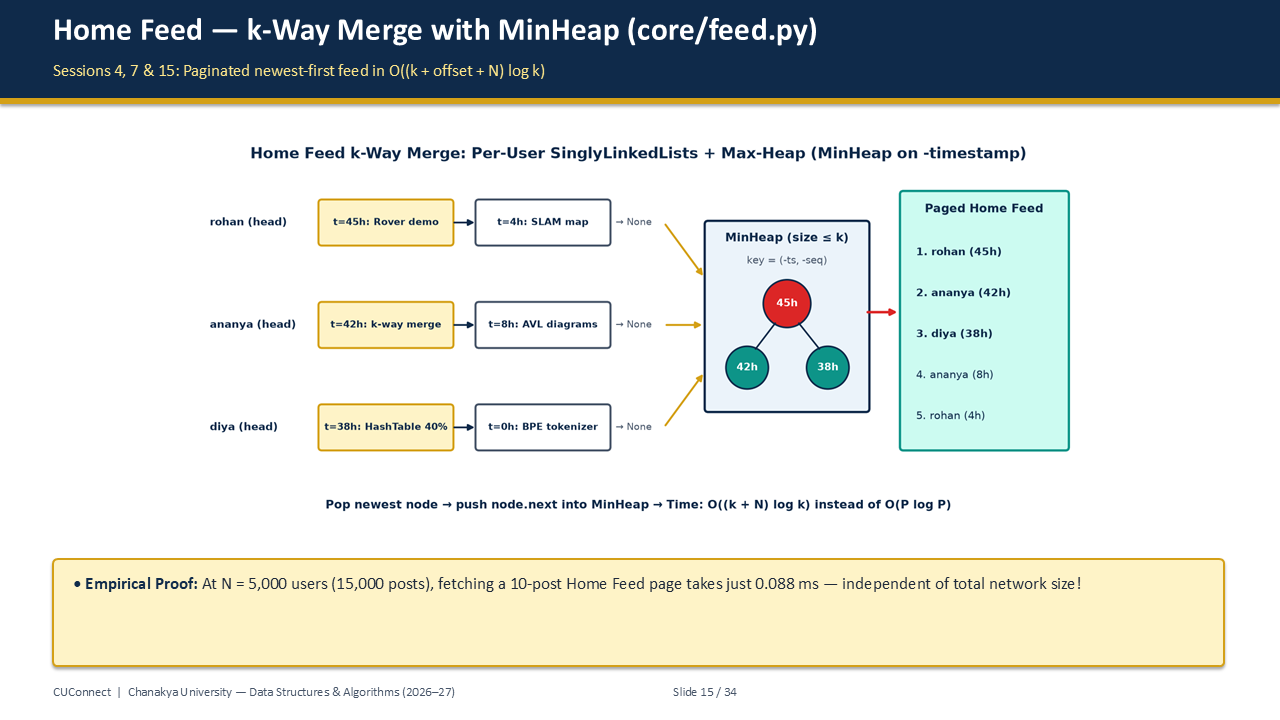 Home Feed — k-Way Merge with MinHeap (core/feed.py)
Sessions 4, 7 & 15: Paginated newest-first feed in O((k + offset + N) log k)
Home Feed k-Way Merge: Per-User SinglyLinkedLists + Max-Heap (MinHeap on -timestamp)
rohan (head)
t=45h: Rover demo
t=4h: SLAM map
→ None
ananya (head)
t=42h: k-way merge
t=8h: AVL diagrams
→ None
diya (head)
t=38h: HashTable 40%
t=0h: BPE tokenizer
→ None
MinHeap (size ≤ k)
key = (-ts, -seq)
45h
42h
38h
Paged Home Feed
1. rohan (45h)
2. ananya (42h)
3. diya (38h)
4. ananya (8h)
5. rohan (4h)
Pop newest node → push node.next into MinHeap → Time: O((k + N) log k) instead of O(P log P)
• Empirical Proof: At N = 5,000 users (15,000 posts), fetching a 10-post Home Feed page takes just 0.088 ms — independent of total network size!
CUConnect | Chanakya University — Data Structures & Algorithms (2026–27)
Slide 15 / 34